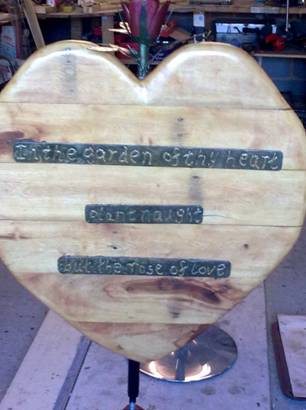 In the garden of thy heart
plant naught
but the rose of love